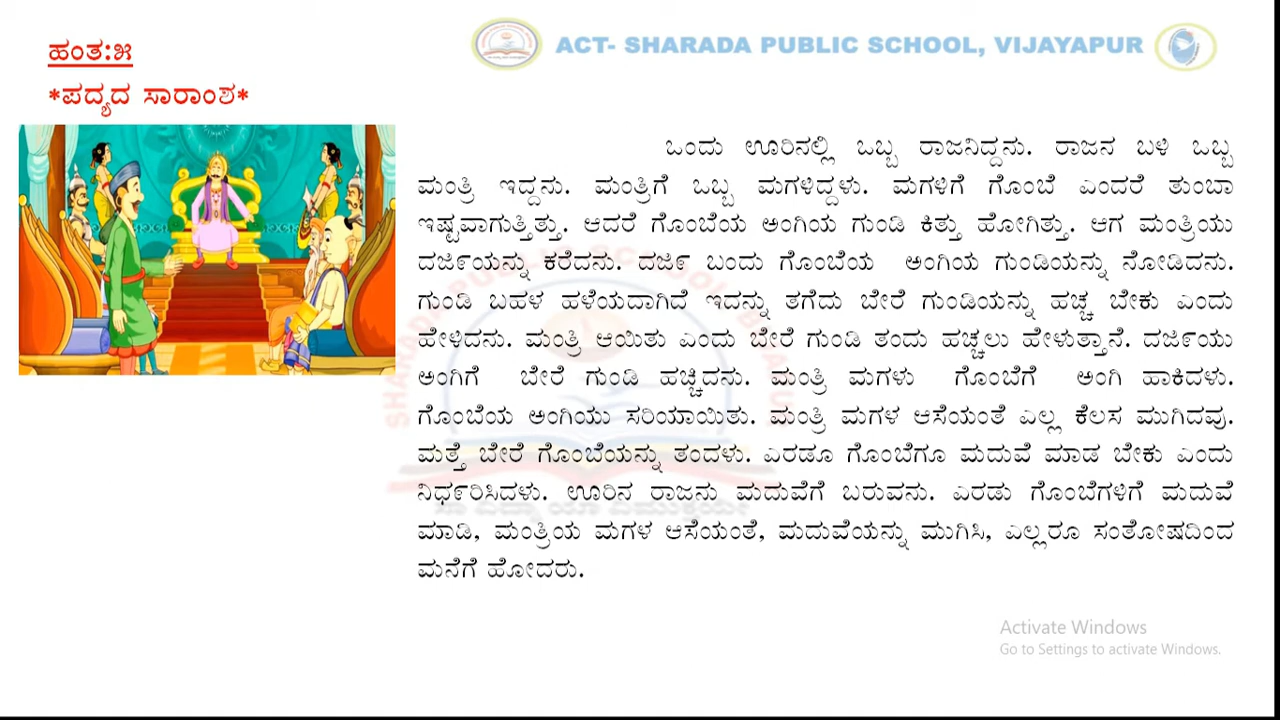 ಹಂತ:೫
ACT- SHARADA PUBLIC SCHOOL, VIJAYAPUR
*ಪದ್ಯದ ಸಾರಾಂಶ*
ಒಂದು ಊರಿನಲ್ಲಿ ಒಬ್ಬ ರಾಜನಿದ್ದನು. ರಾಜನ ಬಳಿ ಒಬ್ಬ
ಮಂತ್ರಿ ಇದ್ದನು. ಮಂತ್ರಿಗೆ ಒಬ್ಬ ಮಗಳಿದ್ದಳು. ಮಗಳಿಗೆ ಗೊಂಬೆ ಎಂದರೆ ತುಂಬಾ
ಇಷ್ಟವಾಗುತ್ತಿತ್ತು. ಆದರೆ ಗೊಂಬೆಯ ಅಂಗಿಯ ಗುಂಡಿ ಕಿತ್ತು ಹೋಗಿತ್ತು. ಆಗ ಮಂತ್ರಿಯು
ದರ್ಜಿಯನ್ನು ಕರೆದನು. ದರ್ಜಿ ಬಂದು ಗೊಂಬೆಯ ಅಂಗಿಯ ಗುಂಡಿಯನ್ನು ನೋಡಿದನು.
ಗುಂಡಿ ಬಹಳ ಹಳೆಯದಾಗಿದೆ ಇದನ್ನು ತಗೆದು ಬೇರೆ ಗುಂಡಿಯನ್ನು ಹಚ್ಚ ಬೇಕು ಎಂದು
ಹೇಳಿದನು. ಮಂತ್ರಿ ಆಯಿತು ಎಂದು ಬೇರೆ ಗುಂಡಿ ತಂದು ಹಚ್ಚಲು ಹೇಳುತ್ತಾನೆ. ದರ್ಜಿಯು
ಅಂಗಿಗೆ ಬೇರೆ ಗುಂಡಿ ಹಚ್ಚಿದನು. ಮಂತ್ರಿ ಮಗಳು ಗೊಂಬೆಗೆ ಅಂಗಿ ಹಾಕಿದಳು.
ಗೊಂಬೆಯ ಅಂಗಿಯು ಸರಿಯಾಯಿತು. ಮಂತ್ರಿ ಮಗಳ ಆಸೆಯಂತೆ ಎಲ್ಲ ಕೆಲಸ ಮುಗಿದವು.
ಮತ್ತೆ ಬೇರೆ ಗೊಂಬೆಯನ್ನು ತಂದಳು. ಎರಡೂ ಗೊಂಬೆಗೂ ಮದುವೆ ಮಾಡ ಬೇಕು ಎಂದು
ನಿರ್ಧರಿಸಿದಳು. ಊರಿನ ರಾಜನು ಮದುವೆಗೆ ಬರುವನು. ಎರಡು ಗೊಂಬೆಗಳಿಗೆ ಮದುವೆ
ಮಾಡಿ, ಮಂತ್ರಿಯ ಮಗಳ ಆಸೆಯಂತೆ, ಮದುವೆಯನ್ನು ಮುಗಿಸಿ, ಎಲ್ಲರೂ ಸಂತೋಷದಿಂದ
ಮನೆಗೆ ಹೋದರು.
Activate Windows
Go to Settings to activate Windows.